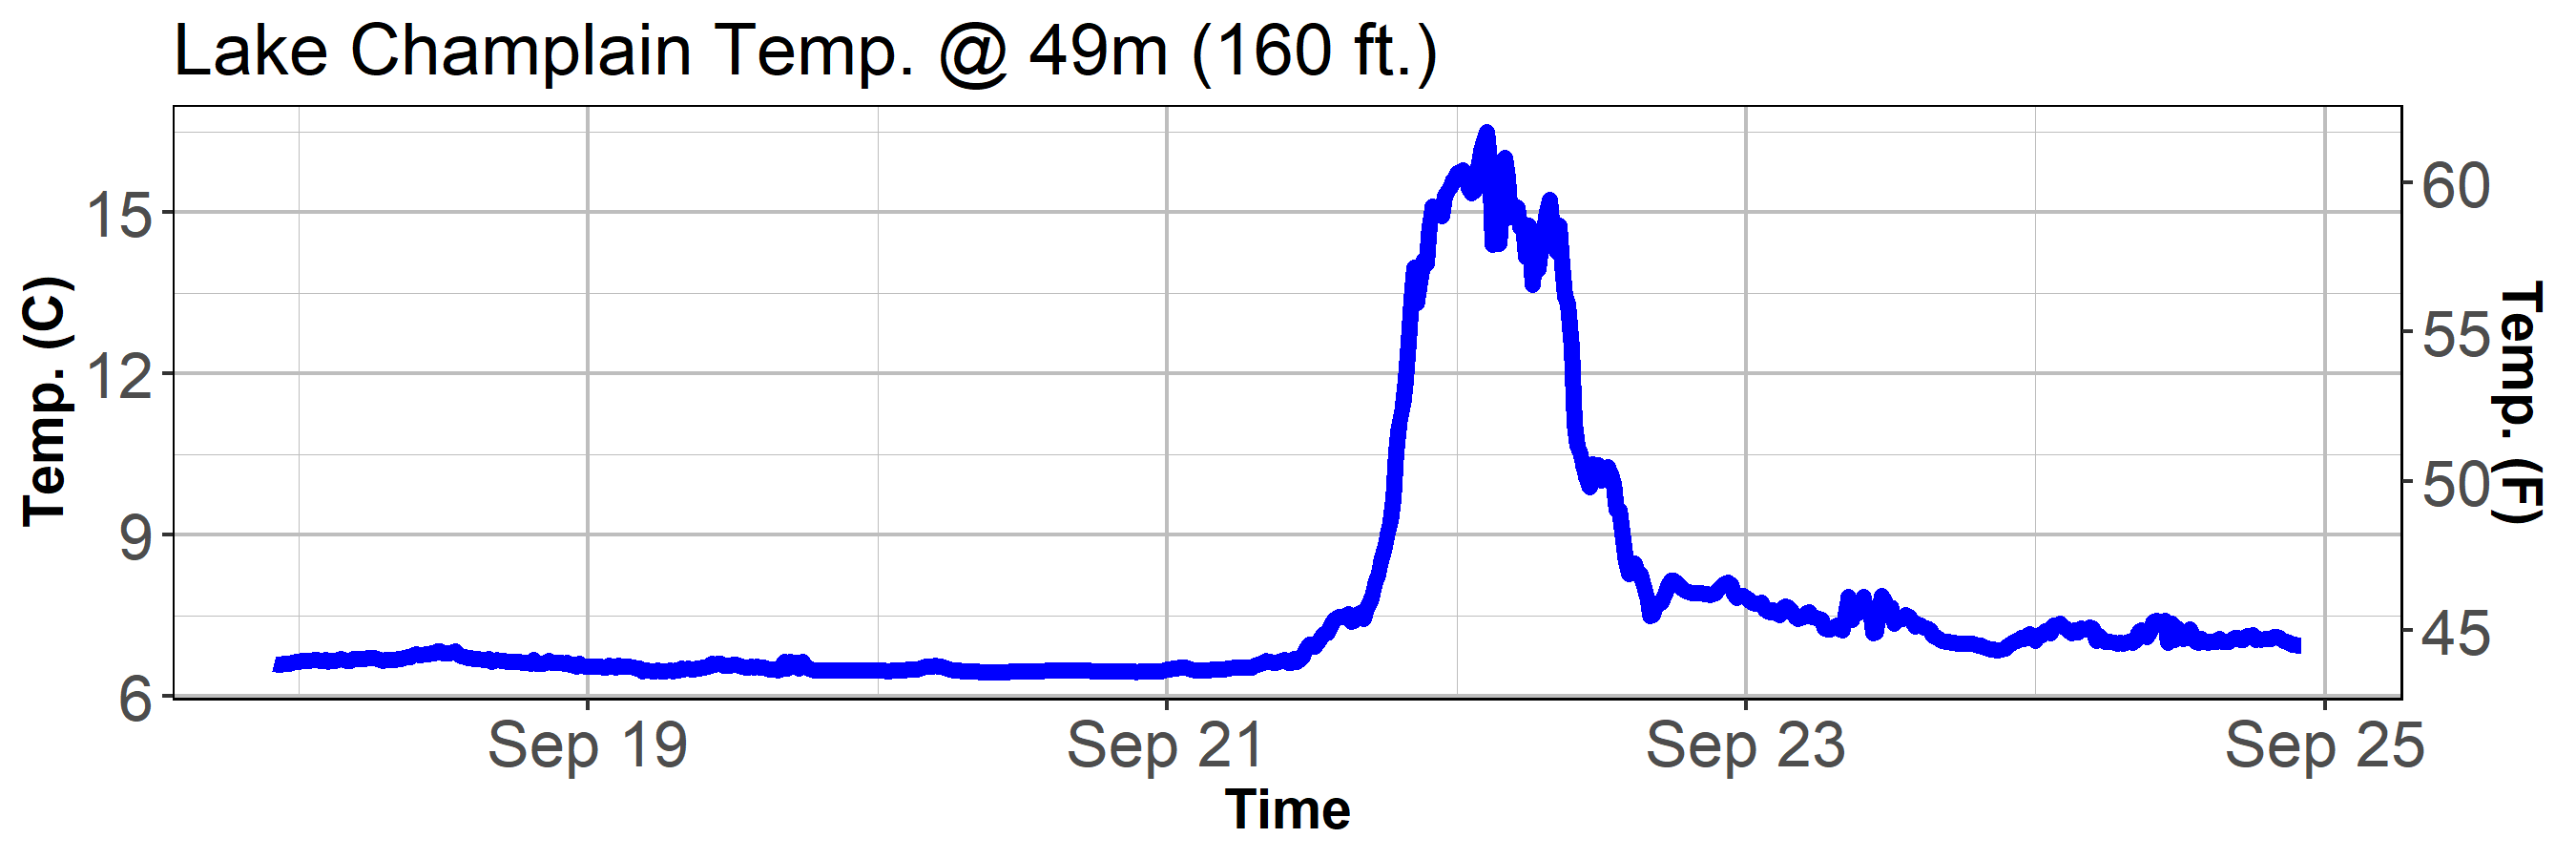 Lake Champlain Temp. @ 49m (160 ft.)
Temp. (C)
15
12
9
6
60
55
50
45
Temp. (F)
Sep 19 Sep 21 Sep 23 Sep 25
Time